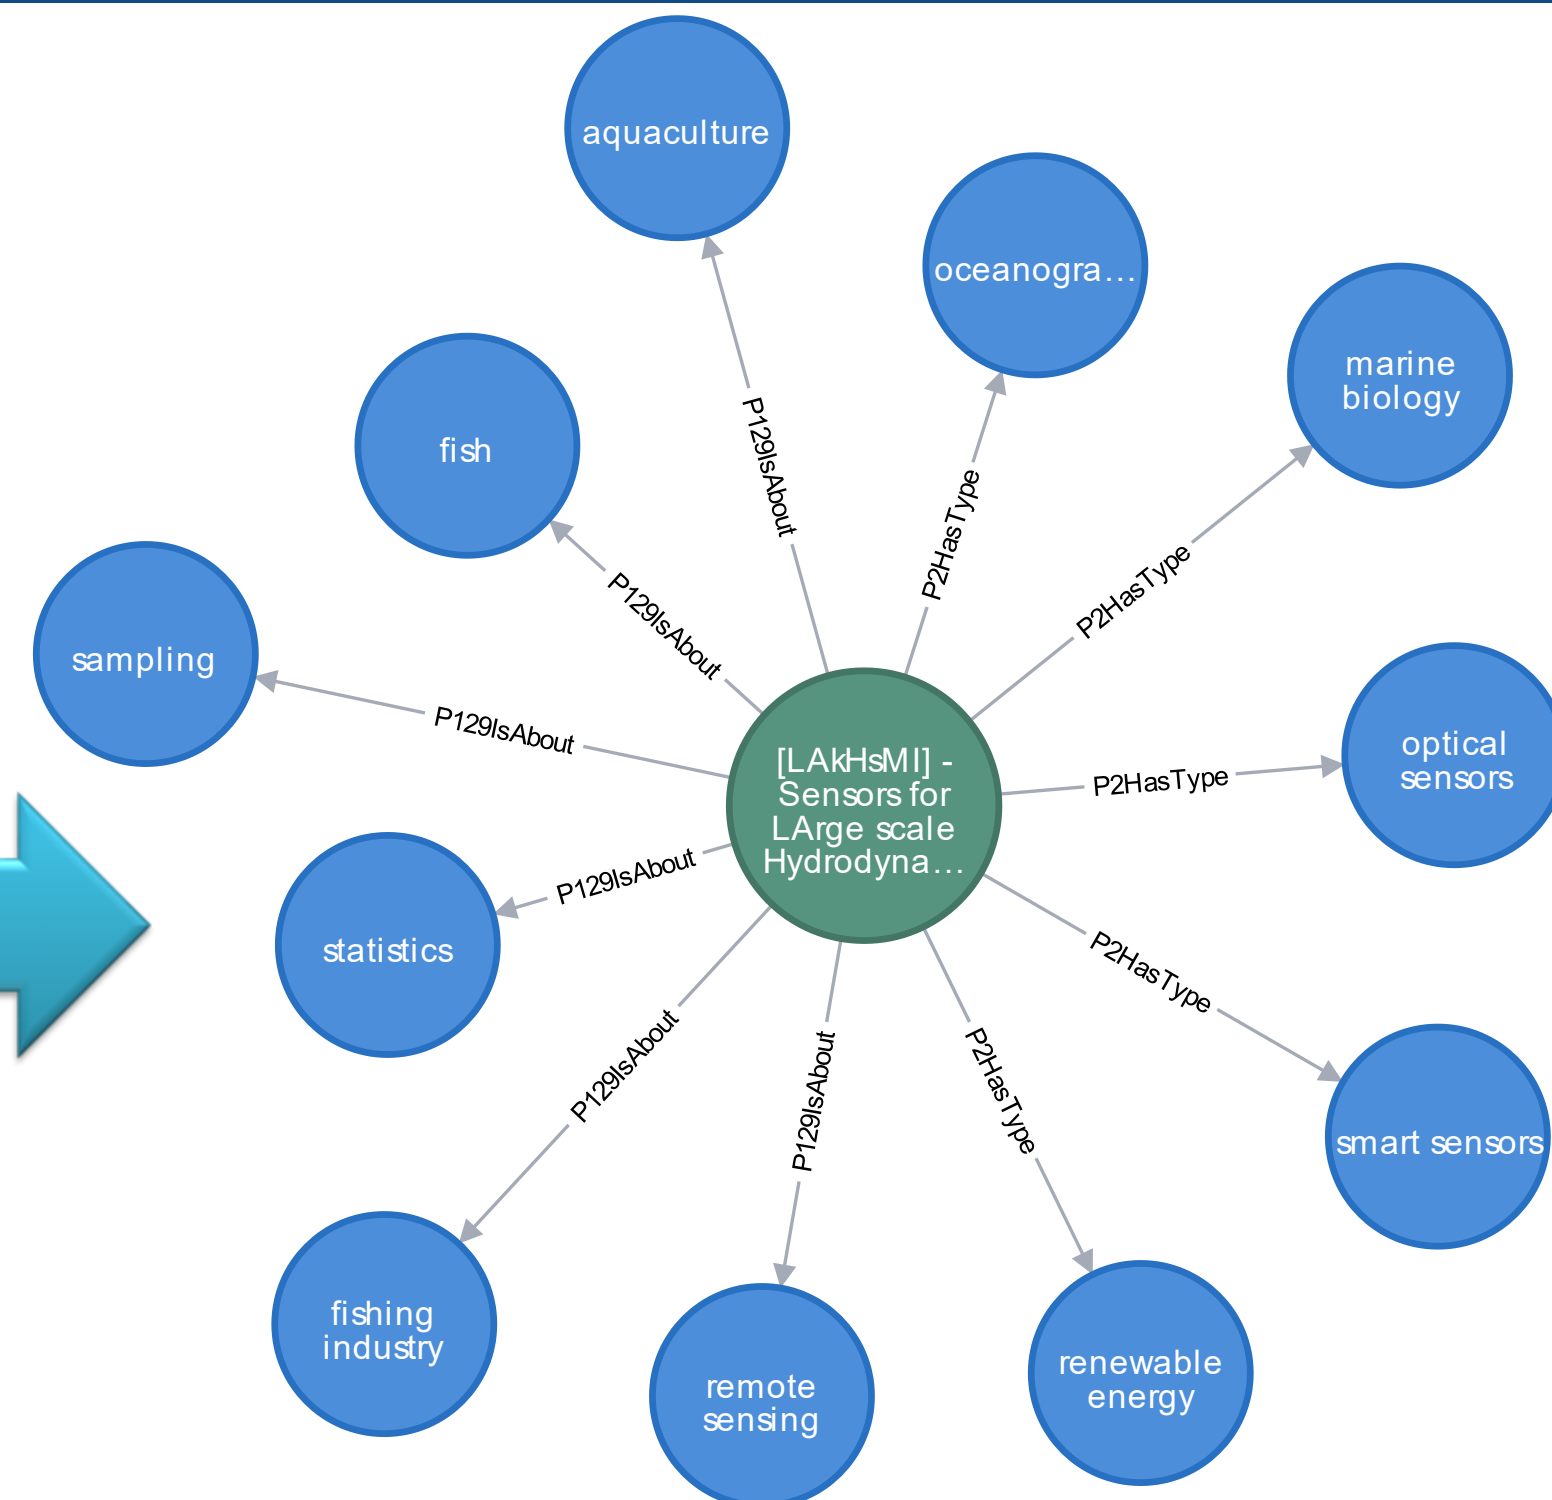 aquaculture
oceanogra...
marine
biology
fish
P129IsAbout
P2HasType
P2HasType
P129IsAbout
sampling
P129IsAbout
[LAkHsMI] -
Sensors for
LArge scale
Hydrodyna...
P2HasType
optical
sensors
P129IsAbout
statistics
P2HasType
P129IsAbout
P129IsAbout
P2HasType
smart sensors
fishing
industry
remote
sensing
renewable
energy